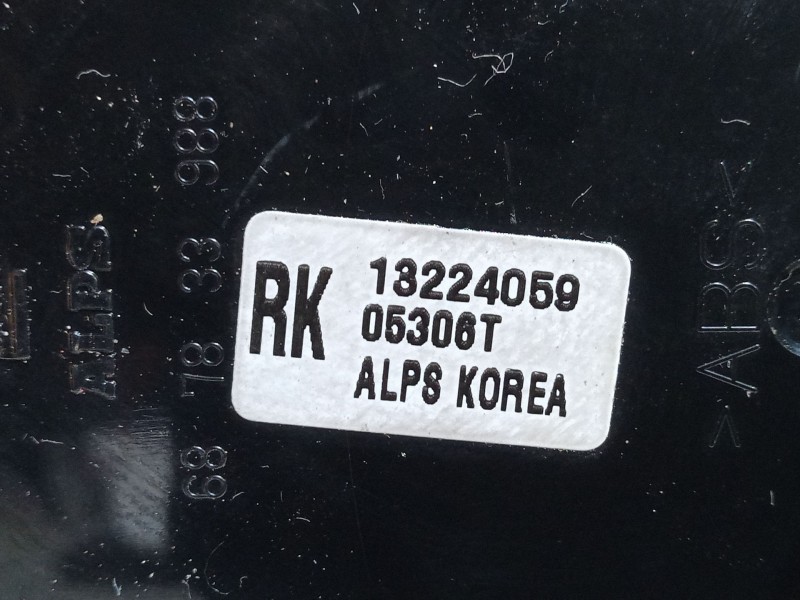 RK
13224059
05306T
ALPS KOREA
ALPS
68 78 33 988
>ABS<